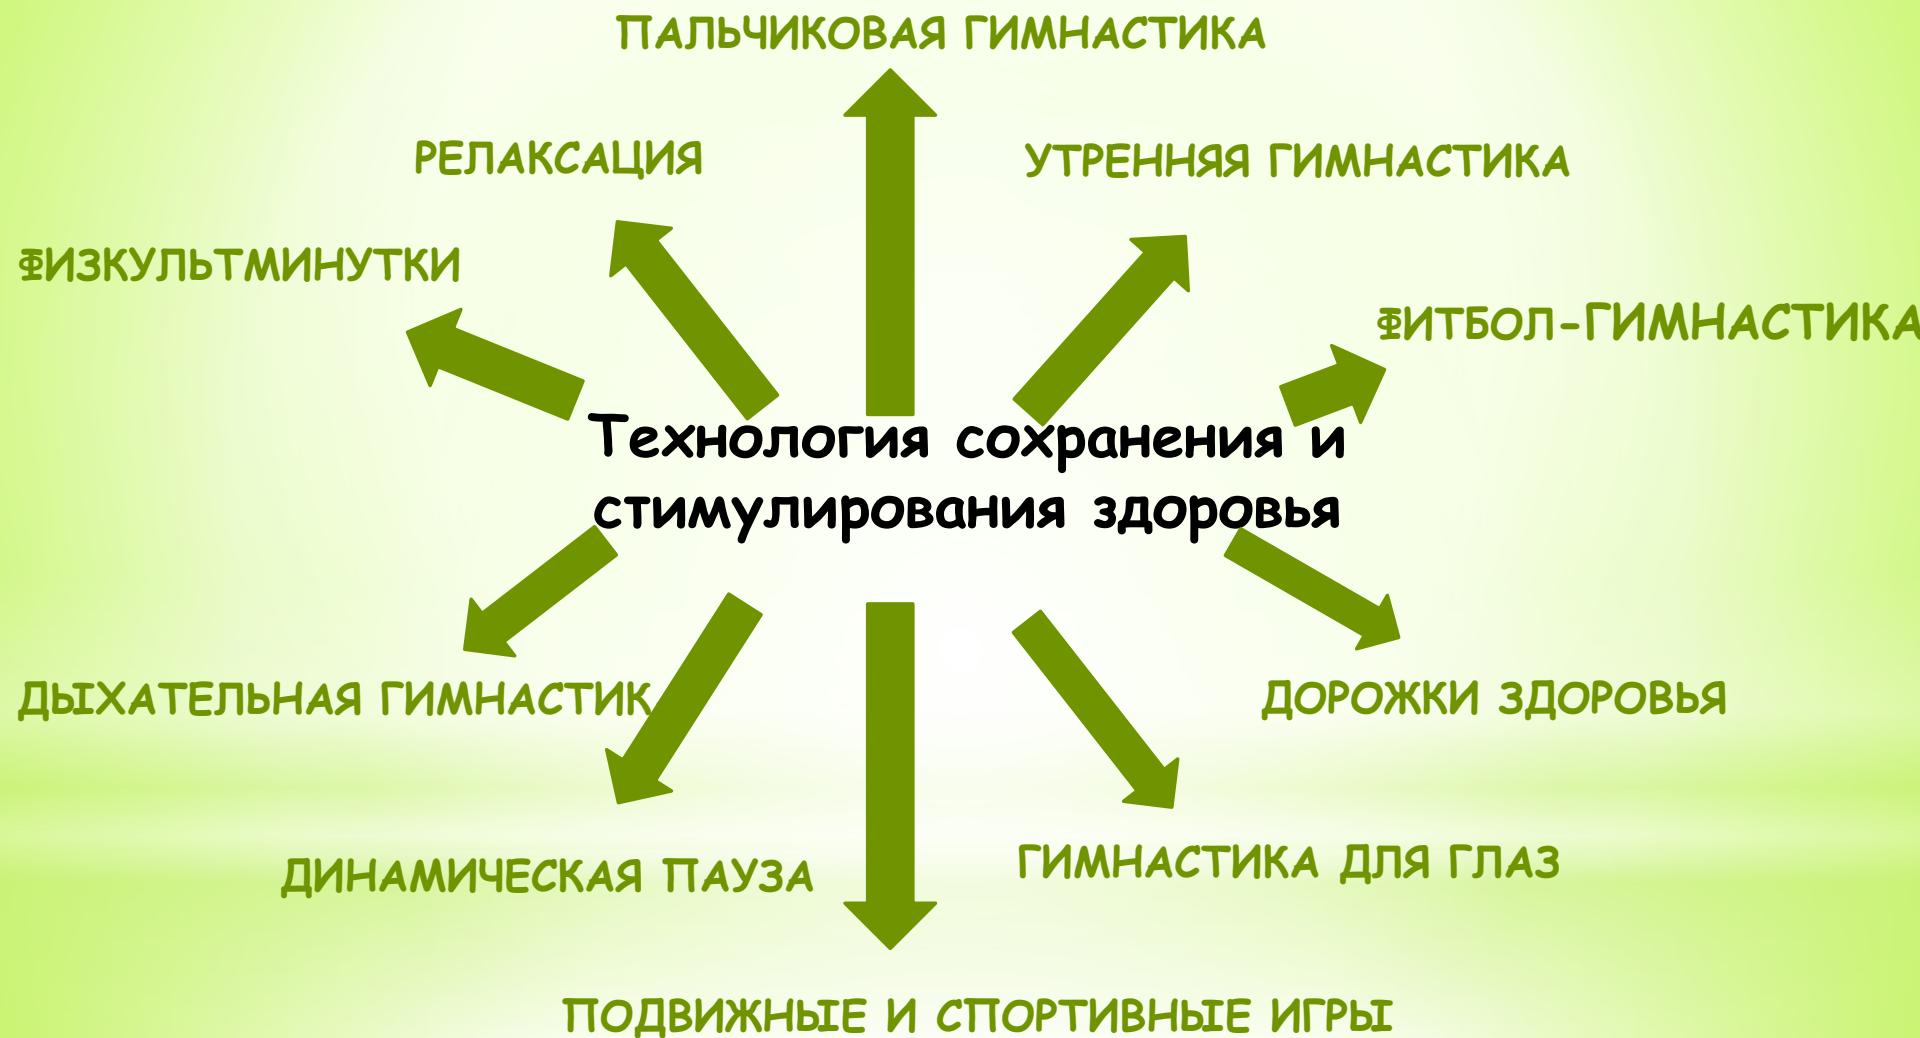 ПАЛЬЧИКОВАЯ ГИМНАСТИКА
РЕЛАКСАЦИЯ
УТРЕННЯЯ ГИМНАСТИКА
ФИЗКУЛЬТМИНУТКИ
ФИТБОЛ-ГИМНАСТИКА
Технология сохранения и
стимулирования здоровья
ДЫХАТЕЛЬНАЯ ГИМНАСТИК
ДОРОЖКИ ЗДОРОВЬЯ
ДИНАМИЧЕСКАЯ ПАУЗА
ГИМНАСТИКА ДЛЯ ГЛАЗ
ПОДВИЖНЫЕ И СПОРТИВНЫЕ ИГРЫ